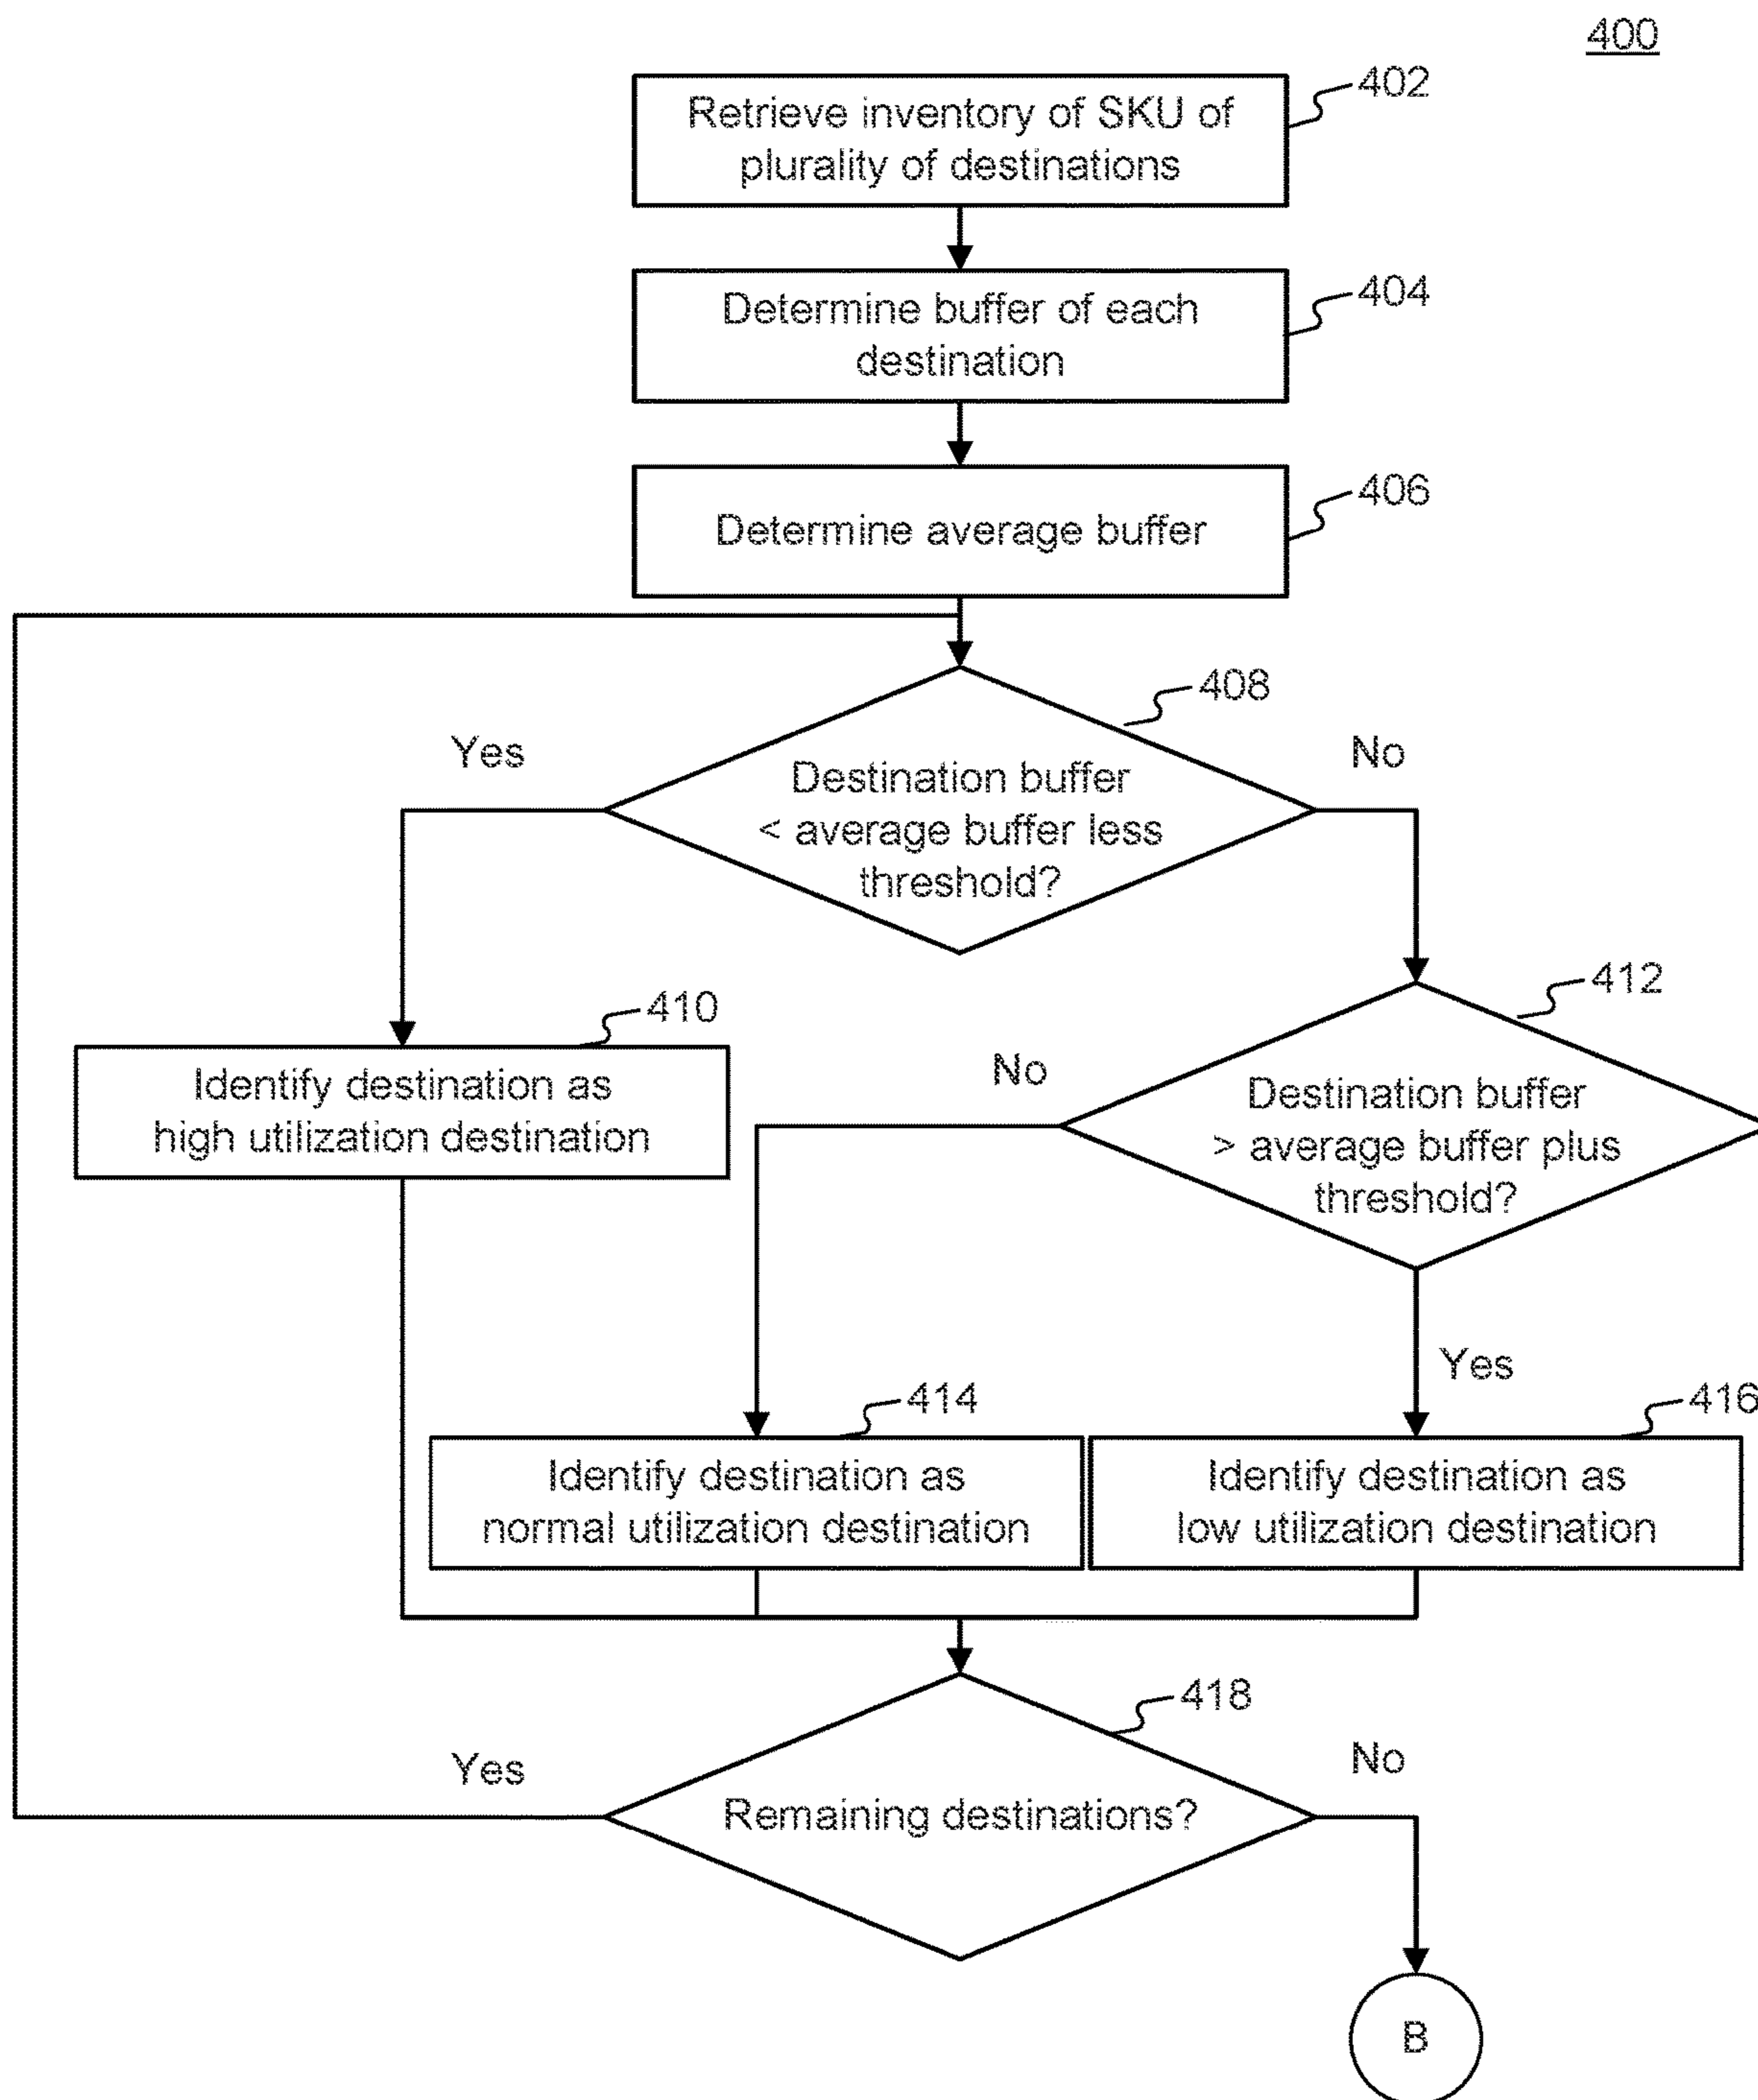 400
402
Retrieve inventory of SKU of
plurality of destinations
404
Determine buffer of each
destination
406
Determine average buffer
408
Yes
No
Destination buffer
< average buffer less
threshold?
410
412
Identify destination as
high utilization destination
No
Destination buffer
> average buffer plus
threshold?
Yes
414
416
Identify destination as
normal utilization destination
Identify destination as
low utilization destination
418
Yes
No
Remaining destinations?
B